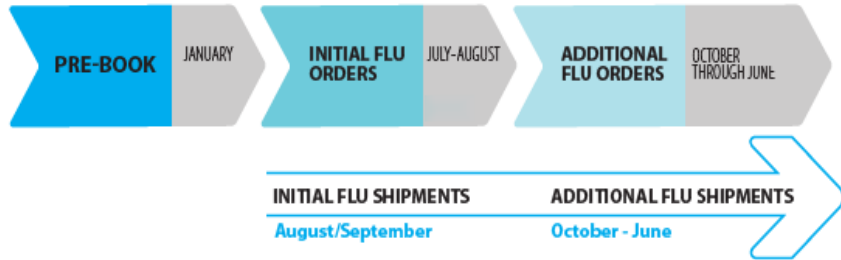 PRE-BOOK
JANUARY
INITIAL FLU
ORDERS
JULY-AUGUST
ADDITIONAL
FLU ORDERS
OCTOBER
THROUGH JUNE
INITIAL FLU SHIPMENTS
ADDITIONAL FLU SHIPMENTS
August/September
October - June